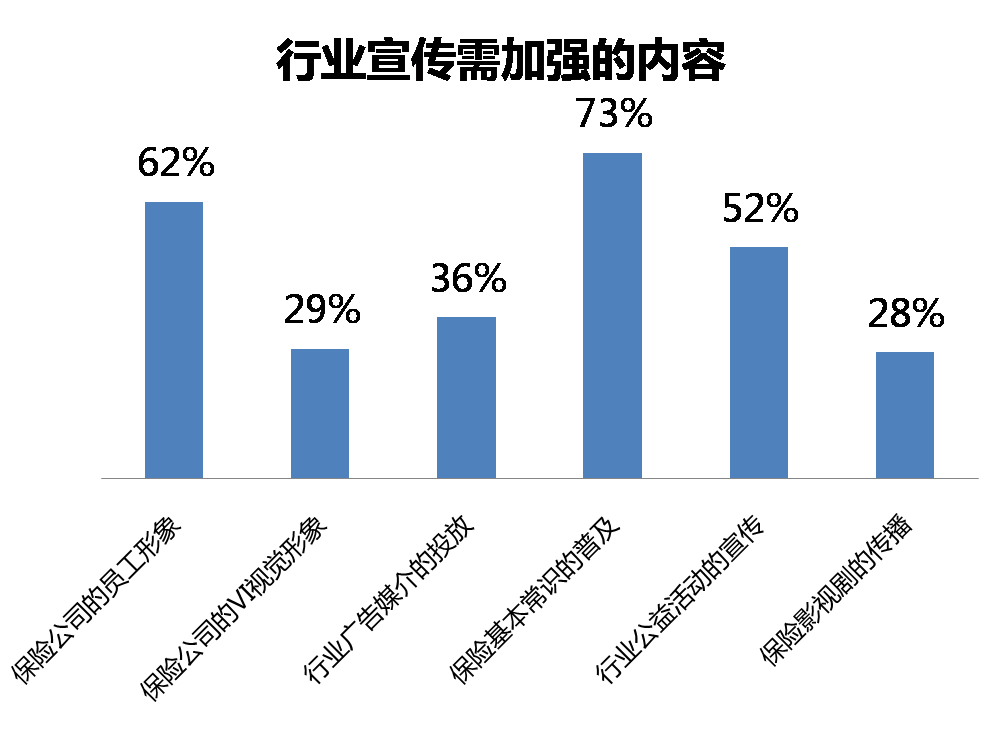 行业宣传需加强的内容
62%
29%
36%
73%
52%
28%
保险公司的员工形象
保险公司的VI视觉形象
行业广告媒介的投放
保险基本常识的普及
行业公益活动的宣传
保险影视剧的传播